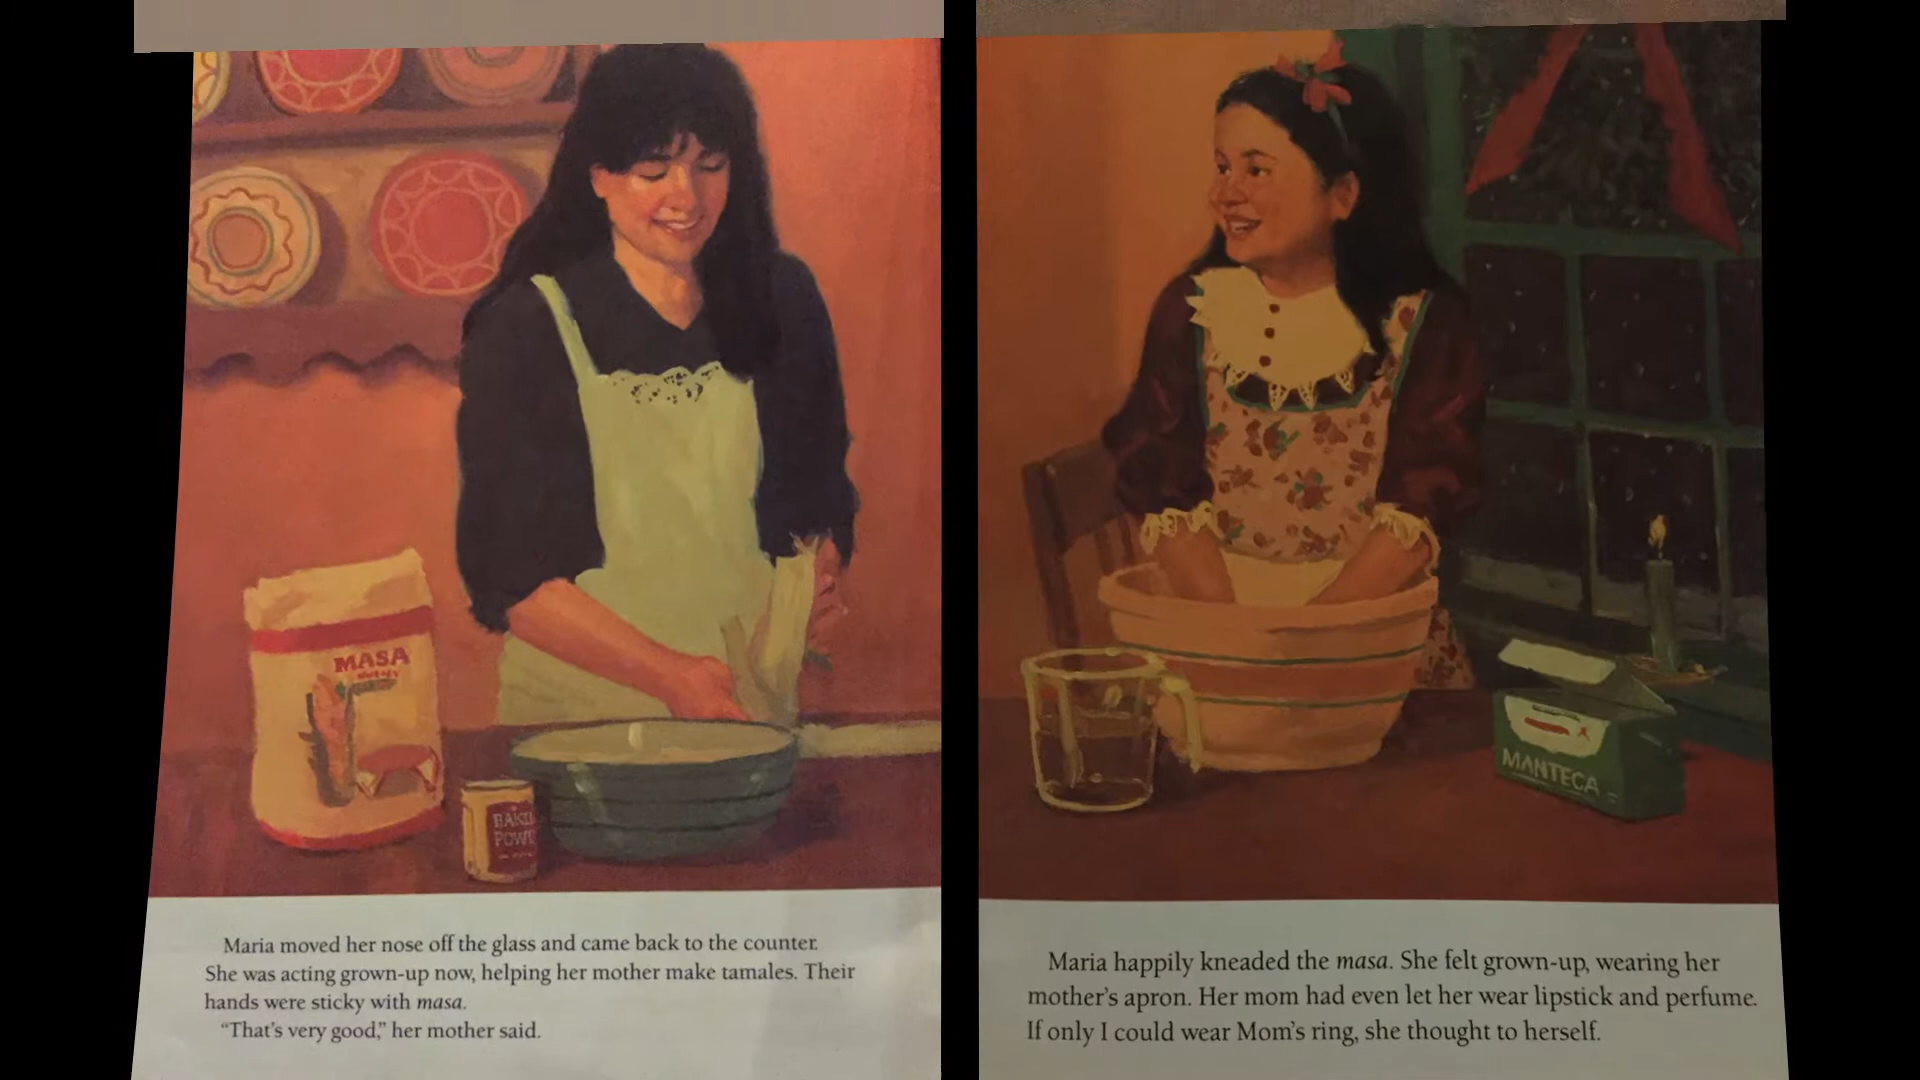 MASA
BAKI
POWE
Maria moved her nose off the glass and came back to the counter.
She was acting grown-up now, helping her mother make tamales. Their
hands were sticky with masa.
“That’s very good,” her mother said.
MANTECA
Maria happily kneaded the masa. She felt grown-up, wearing her
mother’s apron. Her mom had even let her wear lipstick and perfume.
If only I could wear Mom’s ring, she thought to herself.